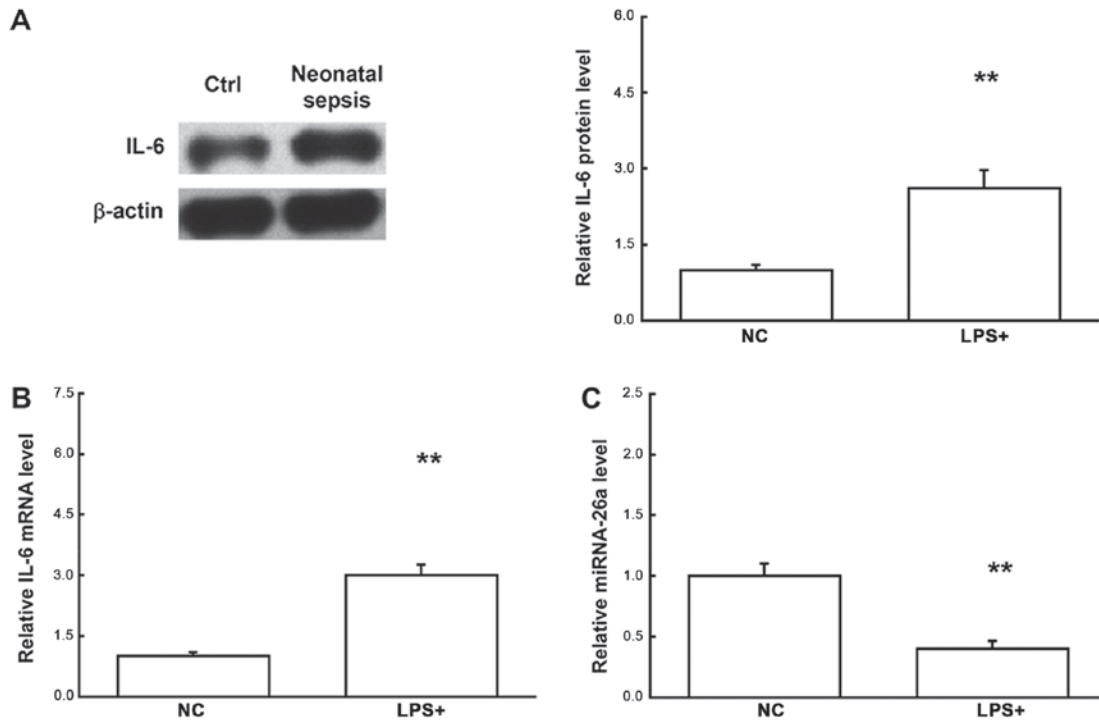 A
Ctrl
Neonatal
sepsis
IL-6
β-actin
Relative IL-6 protein level
6.0
4.5
3.0
1.5
0.0
**
NC
LPS+
B
Relative IL-6 mRNA level
7.5
6.0
4.5
3.0
1.5
0.0
**
NC
LPS+
C
Relative miRNA-26a level
2.5
2.0
1.5
1.0
0.5
0.0
**
NC
LPS+